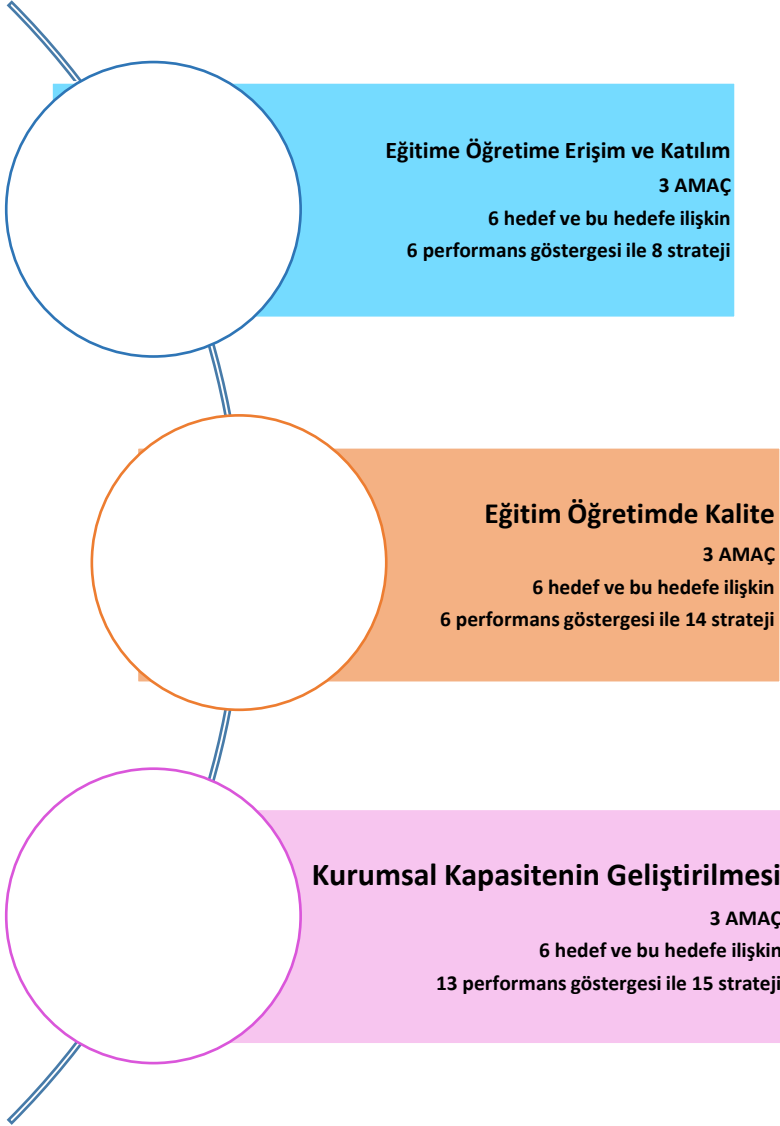 Eğitime Öğretime Erişim ve Katılım
3 AMAÇ
6 hedef ve bu hedefe ilişkin
6 performans göstergesi ile 8 strateji
Eğitim Öğretimde Kalite
3 AMAÇ
6 hedef ve bu hedefe ilişkin
6 performans göstergesi ile 14 strateji
Kurumsal Kapasitenin Geliştirilmesi
3 AMAÇ
6 hedef ve bu hedefe ilişkin
13 performans göstergesi ile 15 strateji